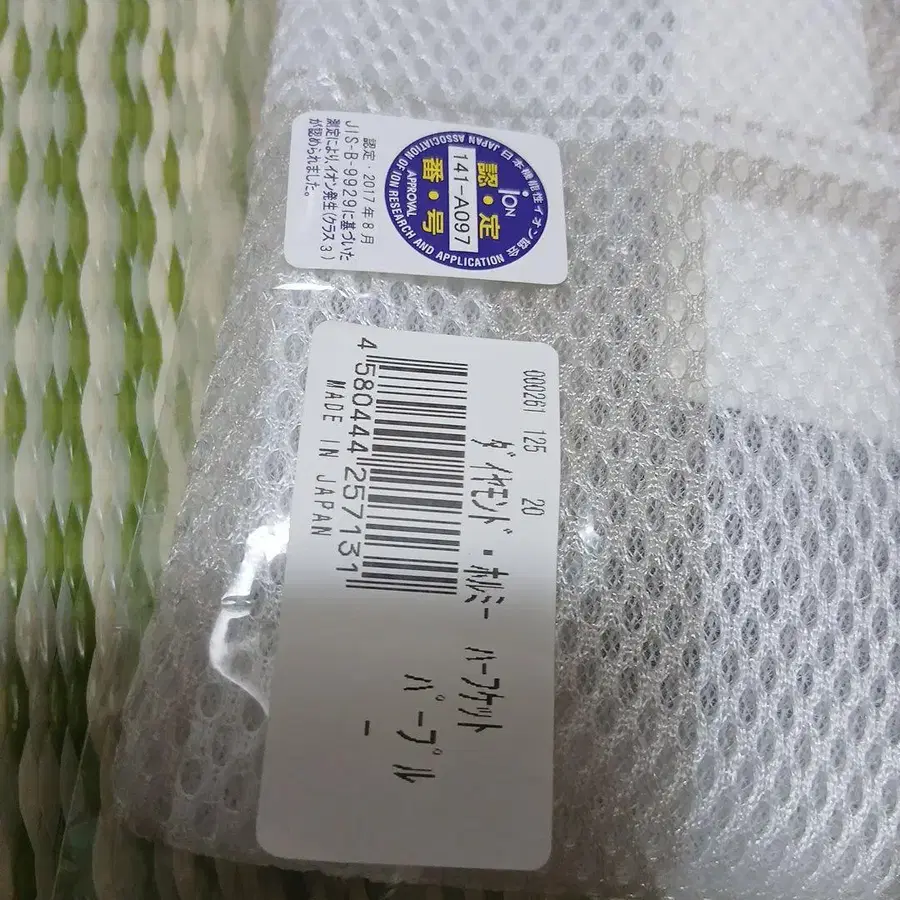 認定・2017年8月
JIS-B-9929に基づいた
測定により、イオン発生(クラス3)
が認められました。
日本機能性イオン協会
ION
認・定
141-A097
番・号
APPROVAL
JAPAN ASSOCIATION OF ION RESEARCH AND APPLICATION
000261 125 20
ダイヤモンド・ホルミー ハーフケット
パープル
-
4580444257131
MADE IN JAPAN